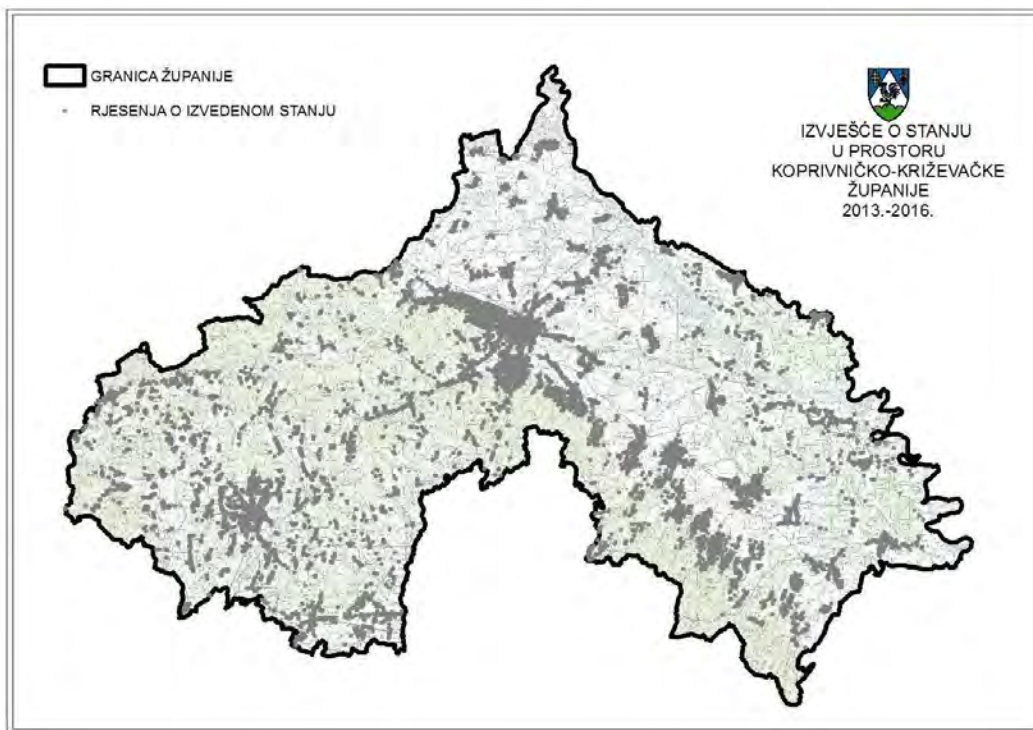 GRANICA ŽUPANIJE
RJESENJA O IZVEDENOM STANJU
IZVJEŠĆE O STANJU
U PROSTORU
KOPRIVNIČKO-KRIŽEVAČKE
ŽUPANIJE
2013.-2016.